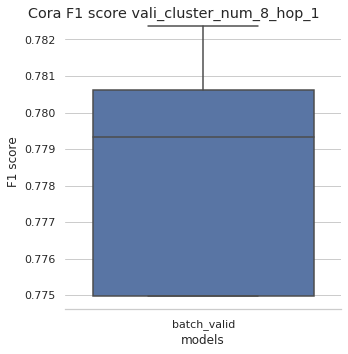 Cora F1 score vali_cluster_num_8_hop_1
0.782
0.781
0.780
0.779
0.778
0.777
0.776
0.775
F1 score
batch_valid
models